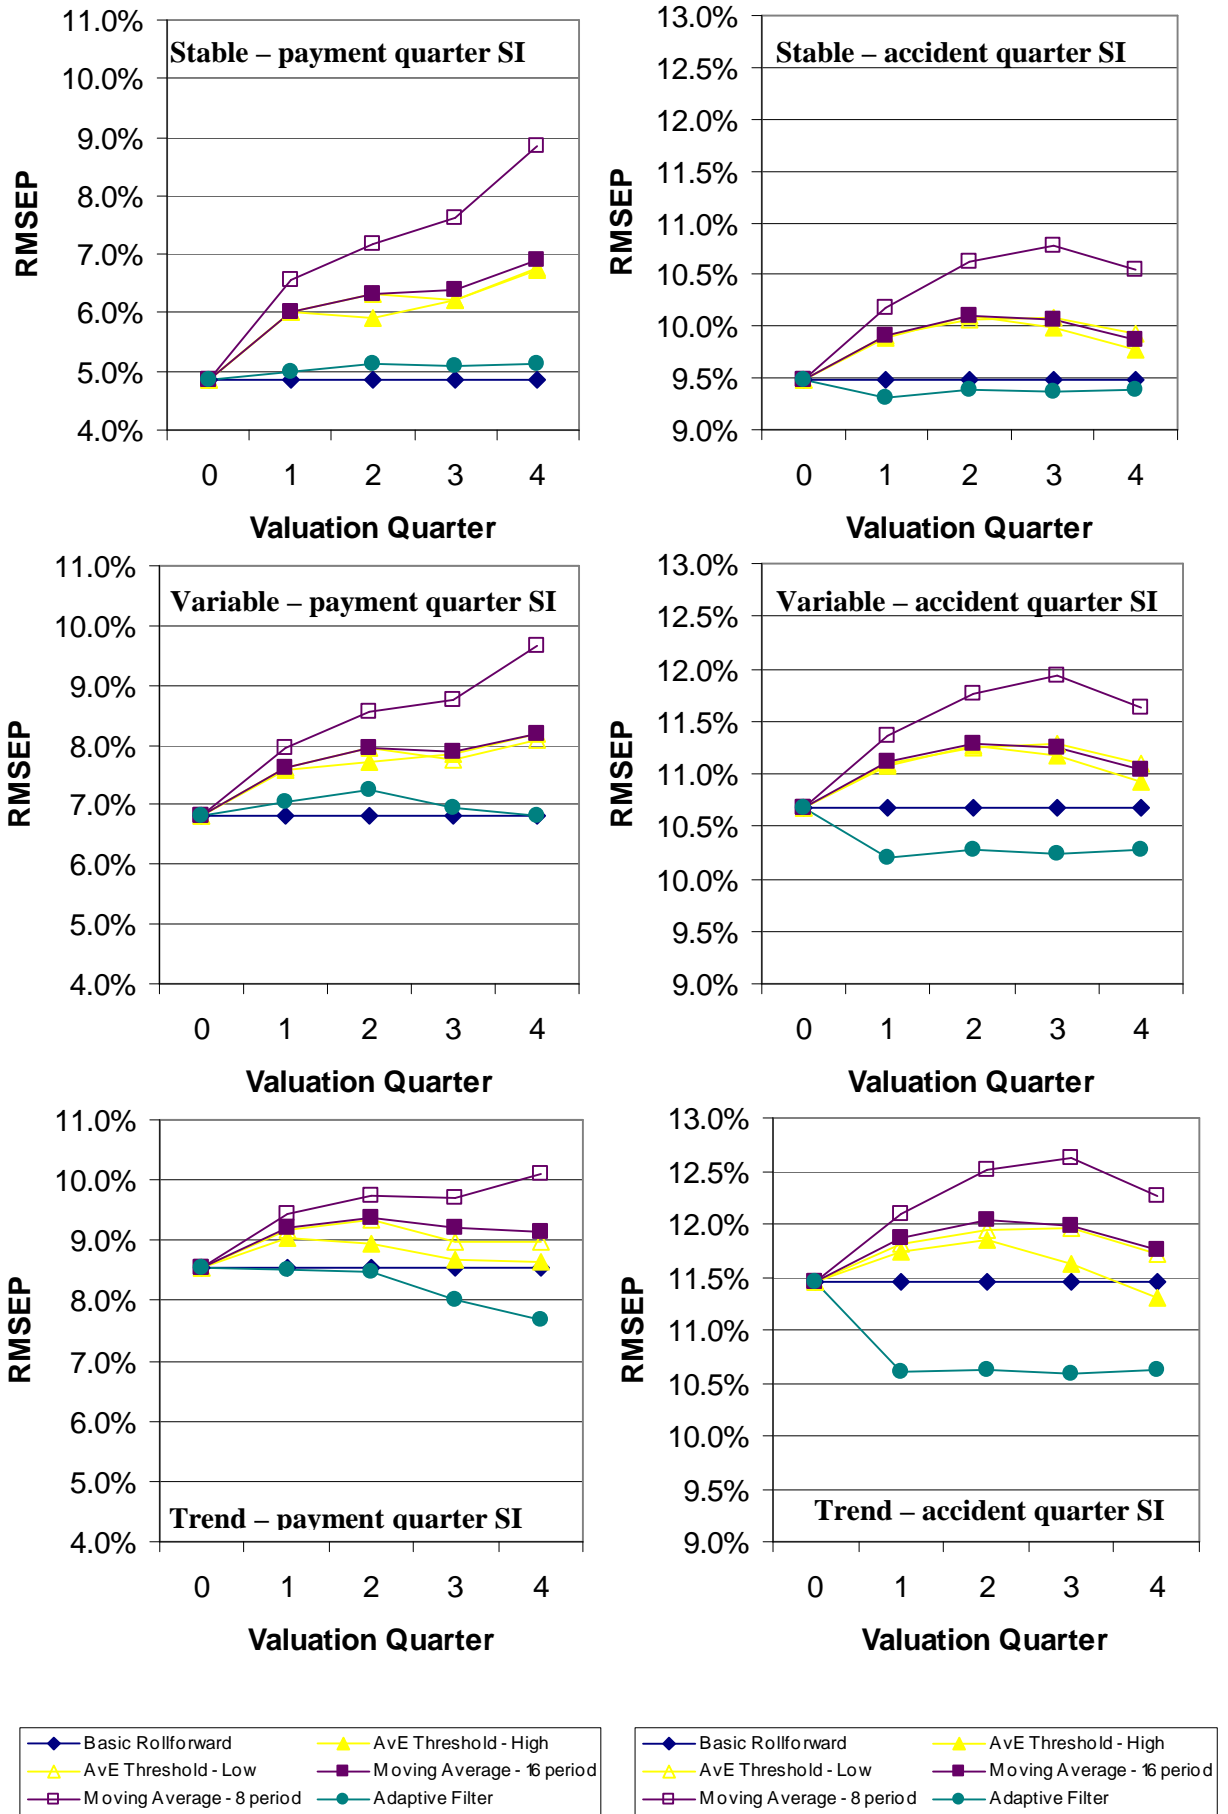 11.0%
Stable – payment quarter SI
10.0%
9.0%
8.0%
7.0%
6.0%
5.0%
4.0%
RMSEP
0 1 2 3 4
Valuation Quarter
13.0%
Stable – accident quarter SI
12.5%
12.0%
11.5%
11.0%
10.5%
10.0%
9.5%
9.0%
RMSEP
0 1 2 3 4
Valuation Quarter
11.0%
Variable – payment quarter SI
10.0%
9.0%
8.0%
7.0%
6.0%
5.0%
4.0%
RMSEP
0 1 2 3 4
Valuation Quarter
13.0%
Variable – accident quarter SI
12.5%
12.0%
11.5%
11.0%
10.5%
10.0%
9.5%
9.0%
RMSEP
0 1 2 3 4
Valuation Quarter
11.0%
10.0%
9.0%
8.0%
7.0%
6.0%
5.0%
Trend – payment quarter SI
4.0%
RMSEP
0 1 2 3 4
Valuation Quarter
13.0%
12.5%
12.0%
11.5%
11.0%
10.5%
10.0%
9.5%
Trend – accident quarter SI
9.0%
RMSEP
0 1 2 3 4
Valuation Quarter
Basic Rollforward AvE Threshold - High
AvE Threshold - Low Moving Average - 16 period
Moving Average - 8 period Adaptive Filter
Basic Rollforward AvE Threshold - High
AvE Threshold - Low Moving Average - 16 period
Moving Average - 8 period Adaptive Filter